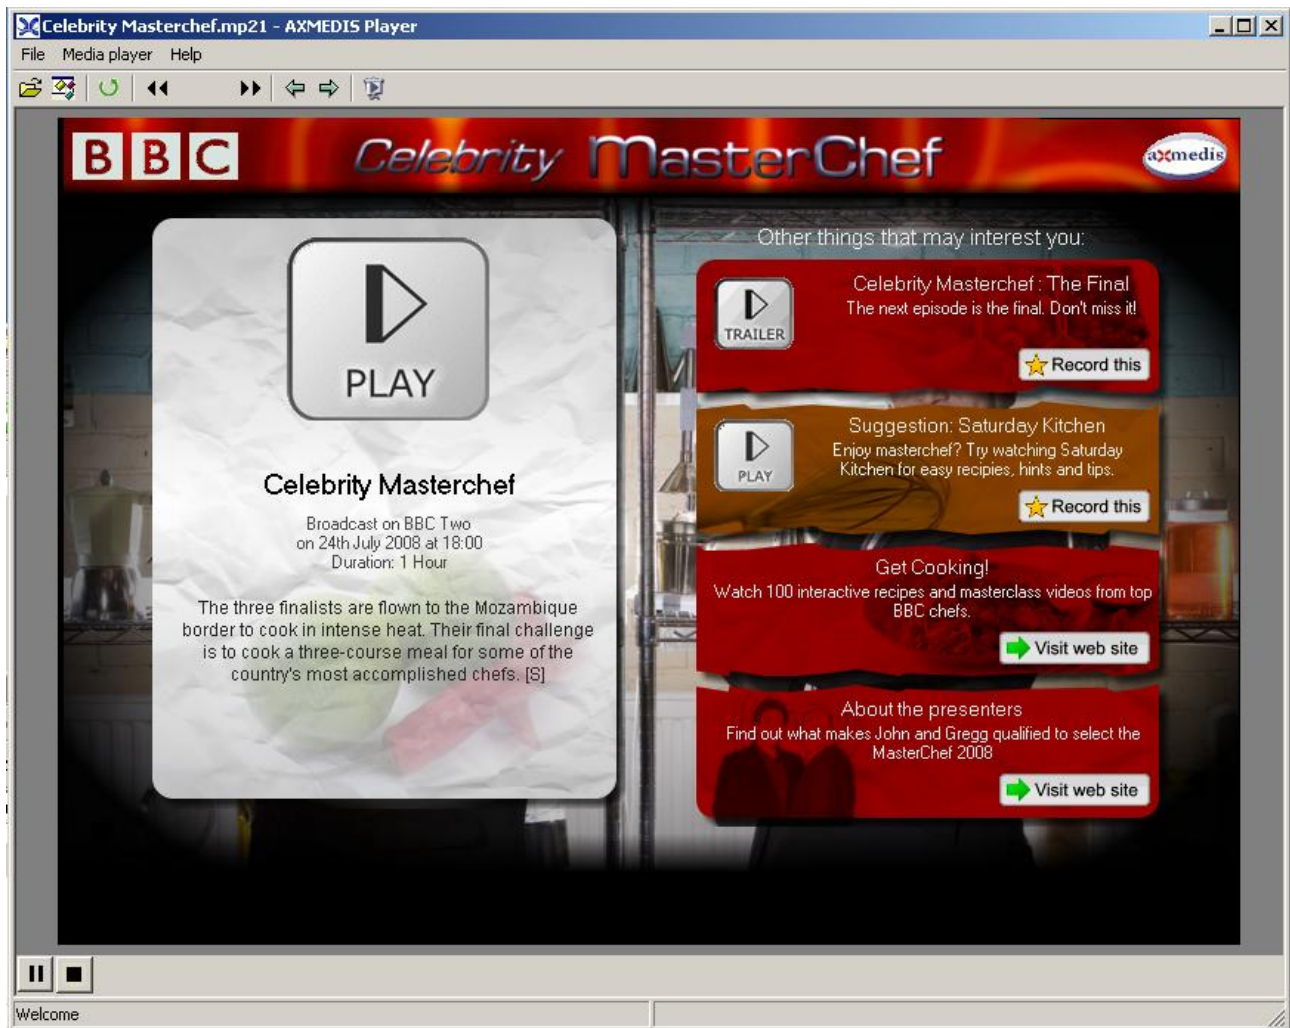 Celebrity Masterchef.mp21 - AXMEDIS Player
File Media player Help
BBC Celebrity MasterChef axmedis
PLAY
Celebrity Masterchef
Broadcast on BBC Two
on 24th July 2008 at 18:00
Duration: 1 Hour
The three finalists are flown to the Mozambique
border to cook in intense heat. Their final challenge
is to cook a three-course meal for some of the
country's most accomplished chefs. [S]
Other things that may interest you:
TRAILER
Celebrity Masterchef : The Final
The next episode is the final. Don't miss it!
Record this
PLAY
Suggestion: Saturday Kitchen
Enjoy masterchef? Try watching Saturday
Kitchen for easy recipies, hints and tips.
Record this
Get Cooking!
Watch 100 interactive recipes and masterclass videos from top
BBC chefs.
Visit web site
About the presenters
Find out what makes John and Gregg qualified to select the
MasterChef 2008
Visit web site
Welcome